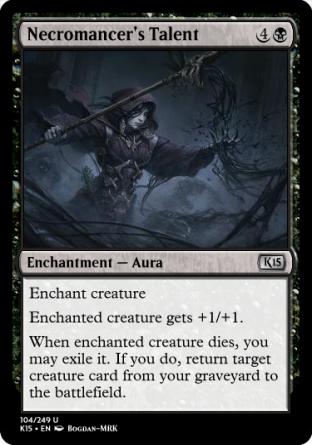 Necromancer's Talent 4
Enchantment — Aura K15
Enchant creature
Enchanted creature gets +1/+1.
When enchanted creature dies, you
may exile it. If you do, return target
creature card from your graveyard to
the battlefield.
104/249 U
K15 • EN Bogdan-MRK